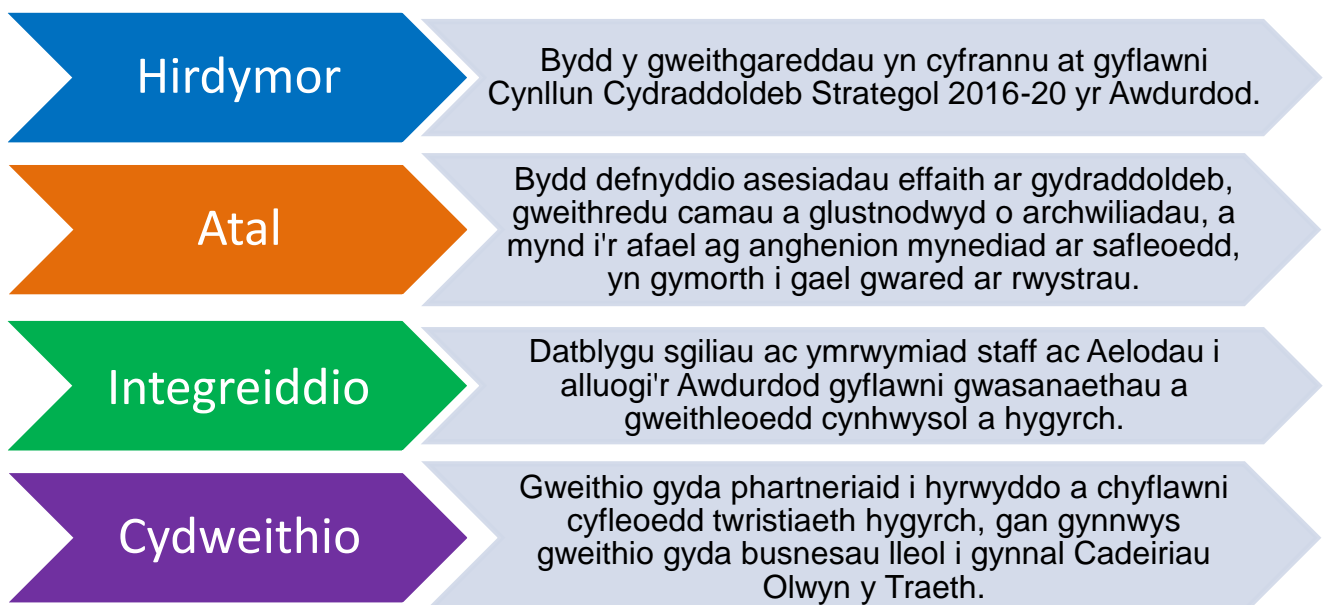 Hirdymor
Bydd y gweithgareddau yn cyfrannu at gyflawni
Cynllun Cydraddoldeb Strategol 2016-20 yr Awdurdod.
Atal
Bydd defnyddio asesiadau effaith ar gydraddoldeb,
gweithredu camau a glustnodwyd o archwiliadau, a
mynd i'r afael ag anghenion mynediad ar safleoedd,
yn gymorth i gael gwared ar rwystrau.
Integreiddio
Datblygu sgiliau ac ymrwymiad staff ac Aelodau i
alluogi'r Awdurdod gyflawni gwasanaethau a
gweithleoedd cynhwysol a hygyrch.
Cydweithio
Gweithio gyda phartneriaid i hyrwyddo a chyflawni
cyfleoedd twristiaeth hygyrch, gan gynnwys
gweithio gyda busnesau lleol i gynnal Cadeiriau
Olwyn y Traeth.